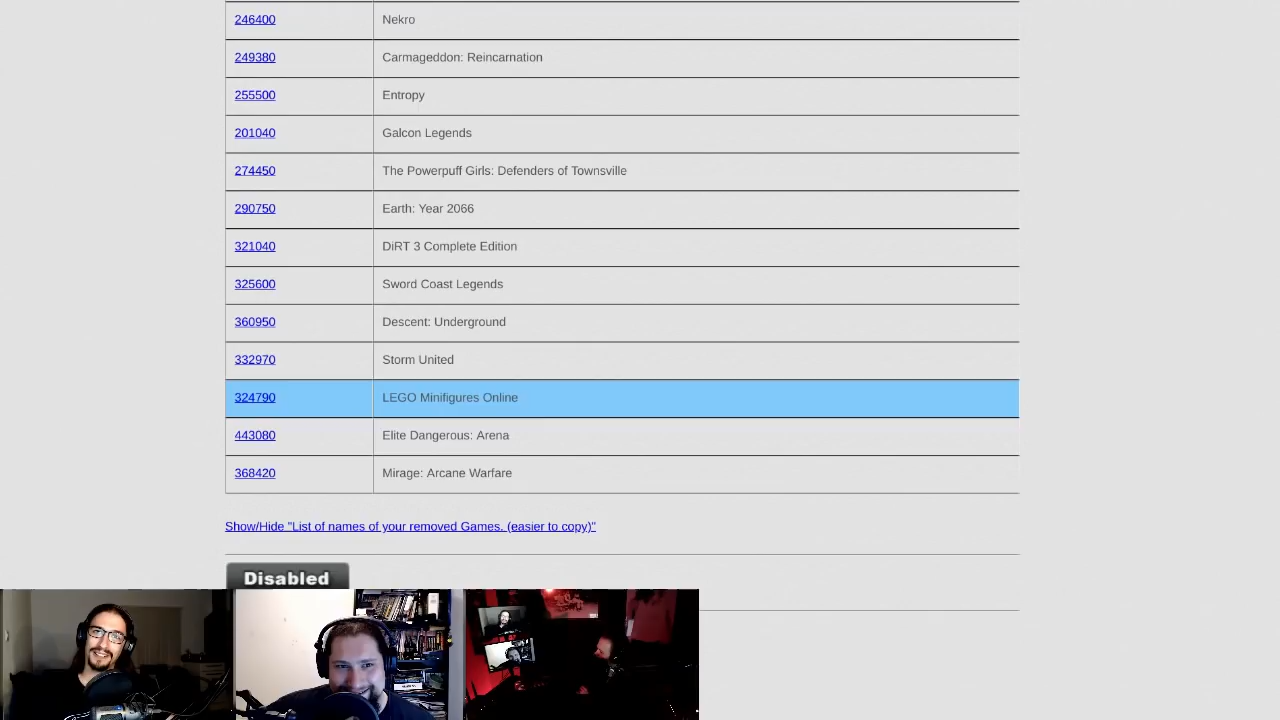 246400 Nekro
249380 Carmageddon: Reincarnation
255500 Entropy
201040 Galcon Legends
274450 The Powerpuff Girls: Defenders of Townsville
290750 Earth: Year 2066
321040 DiRT 3 Complete Edition
325600 Sword Coast Legends
360950 Descent: Underground
332970 Storm United
324790 LEGO Minifigures Online
443080 Elite Dangerous: Arena
368420 Mirage: Arcane Warfare
Show/Hide "List of names of your removed Games. (easier to copy)"
Disabled